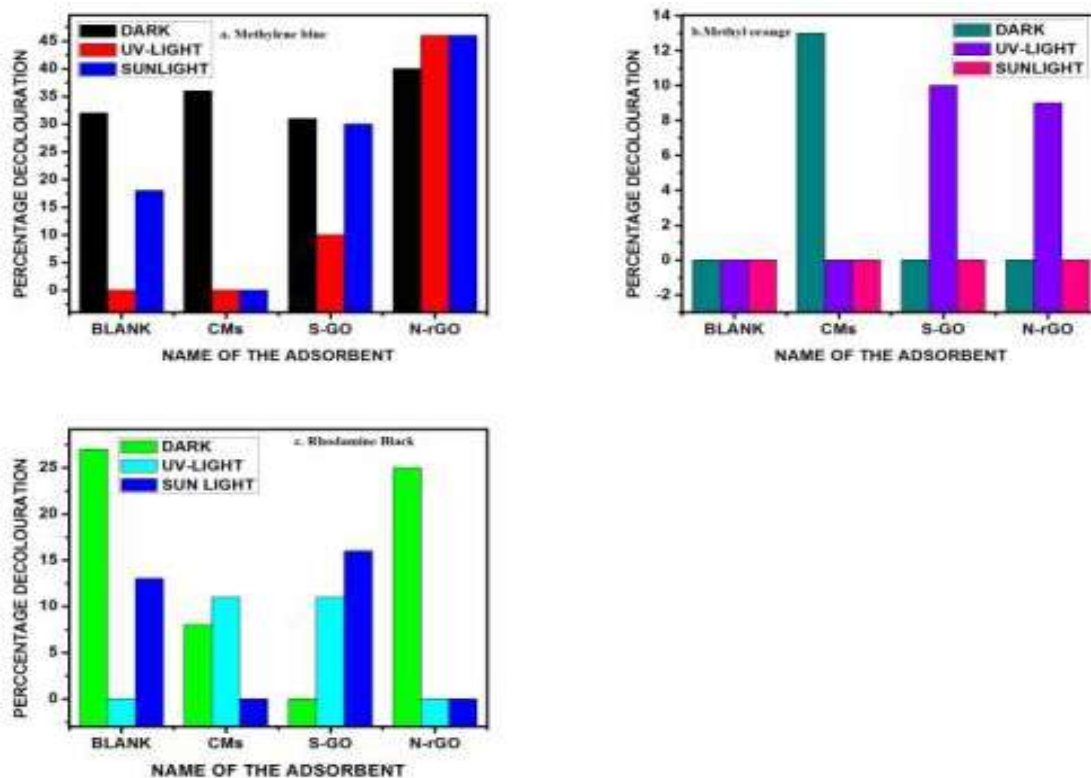 PERCENTAGE DECOLOURATION
45
40
35
30
25
20
15
10
5
0
DARK
UV-LIGHT
SUNLIGHT
a. Methylene blue
BLANK CMs S-GO N-rGO
NAME OF THE ADSORBENT
PERCENTAGE DECOLOURATION
14
12
10
8
6
4
2
0
-2
b.Methyl orange
DARK
UV-LIGHT
SUNLIGHT
BLANK CMs S-GO N-rGO
NAME OF THE ADSORBENT
PERCCENTAGE DECOLOURATION
25
20
15
10
5
0
DARK
UV-LIGHT
SUN LIGHT
c. Rhodamine Black
BLANK CMs S-GO N-rGO
NAME OF THE ADSORBENT